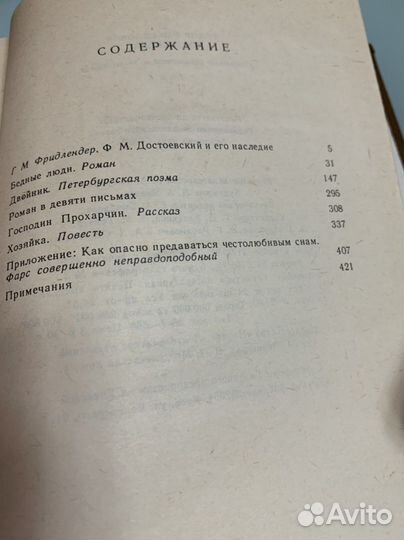 СОДЕРЖАНИЕ
Г М Фридлендер. Ф М. Достоевский и его наследие 5
Бедные люди. Роман 31
Двойник. Петербургская поэма 147
Роман в девяти письмах 295
Господин Прохарчин. Рассказ 308
Хозяйка. Повесть 337
Приложение: Как опасно предаваться честолюбивым снам.
Фарс совершенно неправдоподобный 407
Примечания 421
Avito